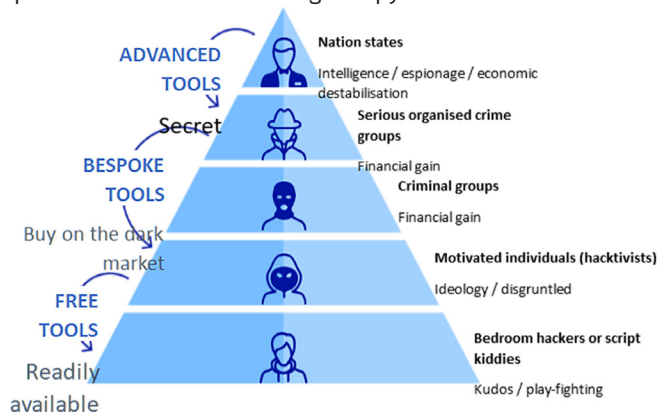 ADVANCED
TOOLS
Secret
BESPOKE
TOOLS
Buy on the dark
market
FREE
TOOLS
Readily
available
Nation states
Intelligence / espionage / economic
destabilisation
Serious organised crime
groups
Financial gain
Criminal groups
Financial gain
Motivated individuals (hacktivists)
Ideology / disgruntled
Bedroom hackers or script
kiddies
Kudos / play-fighting